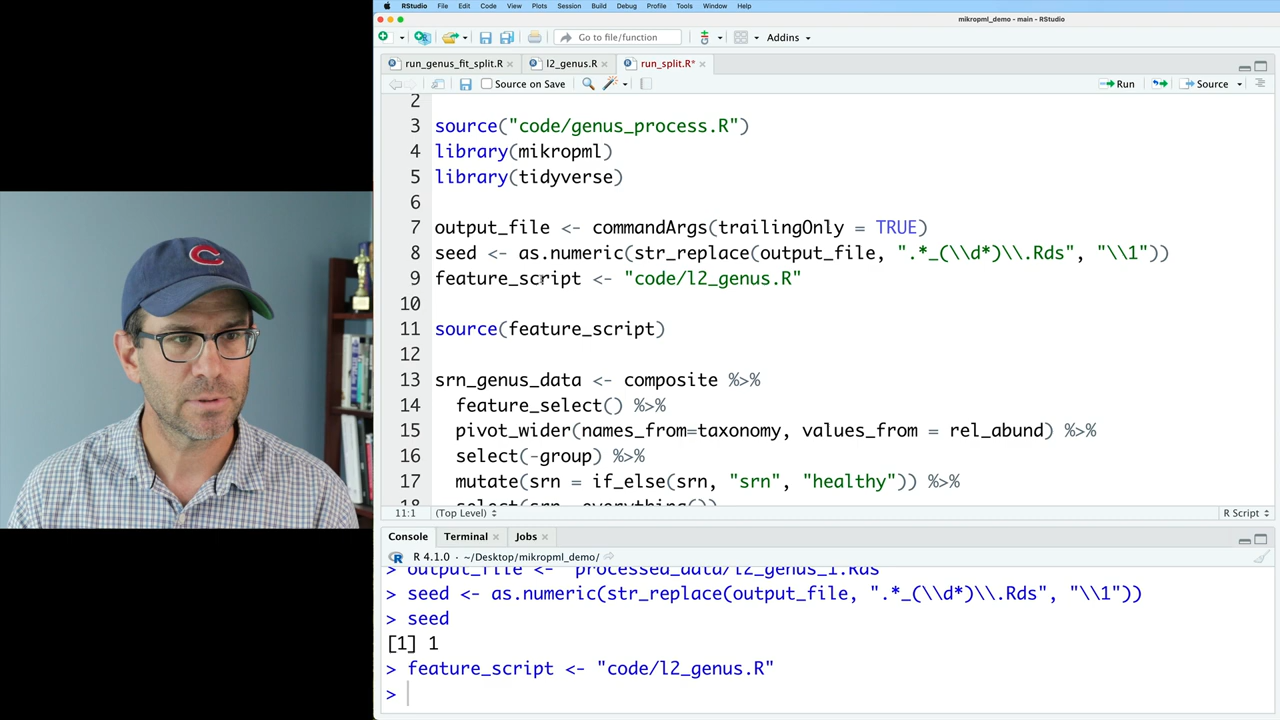 RStudio File Edit Code View Plots Session Build Debug Profile Tools Window Help
mikropml_demo - main - RStudio
Go to file/function
Addins
run_genus_fit_split.R
l2_genus.R
run_split.R*
Source on Save
Run
Source
2
3 source("code/genus_process.R")
4 library(mikropml)
5 library(tidyverse)
6
7 output_file <- commandArgs(trailingOnly = TRUE)
8 seed <- as.numeric(str_replace(output_file, ".*_(\\d*)\\.Rds", "\\1"))
9 feature_script <- "code/l2_genus.R"
10
11 source(feature_script)
12
13 srn_genus_data <- composite %>%
14 feature_select() %>%
15 pivot_wider(names_from=taxonomy, values_from = rel_abund) %>%
16 select(-group) %>%
17 mutate(srn = if_else(srn, "srn", "healthy")) %>%
18 select(srn, everything())
11:1 (Top Level) R Script
Console Terminal Jobs
R 4.1.0 · ~/Desktop/mikropml_demo/
> output_file <- "processed_data/l2_genus_1.Rds"
> seed <- as.numeric(str_replace(output_file, ".*_(\\d*)\\.Rds", "\\1"))
> seed
[1] 1
> feature_script <- "code/l2_genus.R"
>